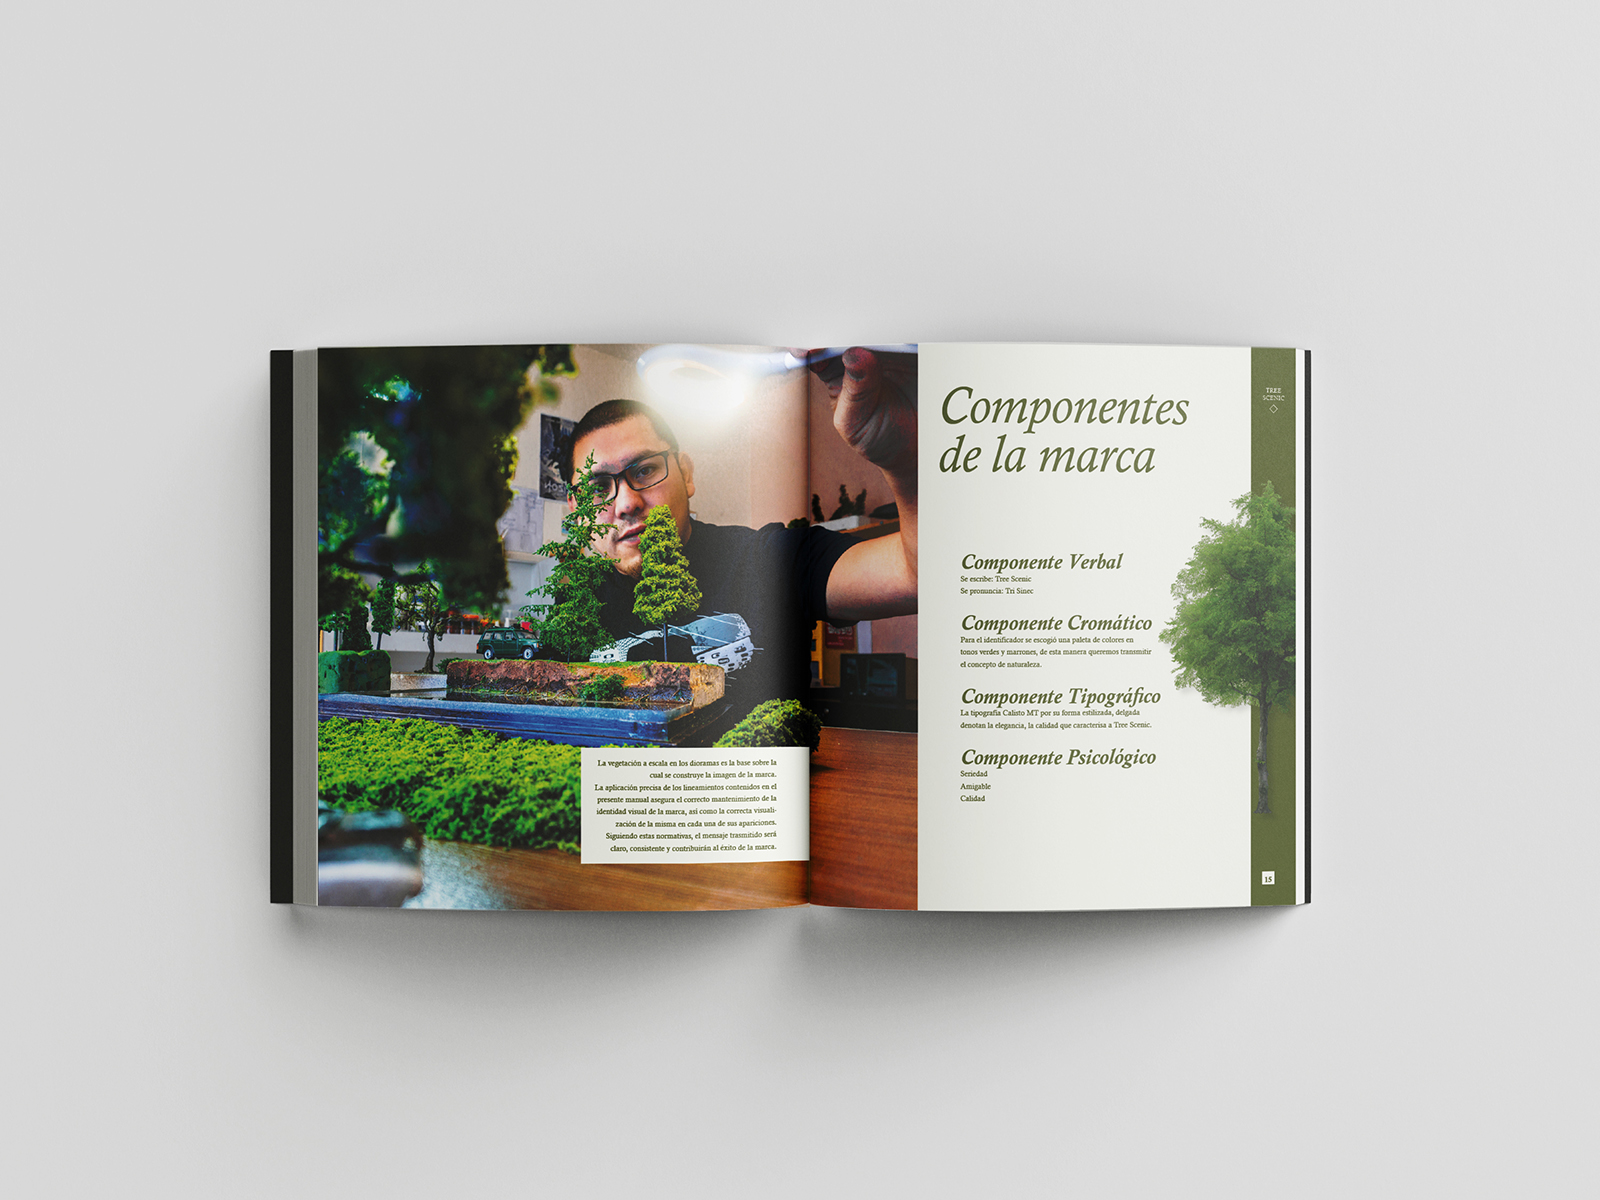 La vegetación a escala en los dioramas es la base sobre la
cual se construye la imagen de la marca.
La aplicación precisa de los lineamientos contenidos en el
presente manual asegura el correcto mantenimiento de la
identidad visual de la marca, así como la correcta visuali-
zación de la misma en cada una de sus apariciones.
Siguiendo estas normativas, el mensaje trasmitido será
claro, consistente y contribuirán al éxito de la marca.
Componentes
de la marca
TREE
SCENIC
Componente Verbal
Se escribe: Tree Scenic
Se pronuncia: Tri Sinec
Componente Cromático
Para el identificador se escogió una paleta de colores en
tonos verdes y marrones, de esta manera queremos transmitir
el concepto de naturaleza.
Componente Tipográfico
La tipografía Calisto MT por su forma estilizada, delgada
denotan la elegancia, la calidad que caracterisa a Tree Scenic.
Componente Psicológico
Seriedad
Amigable
Calidad
15